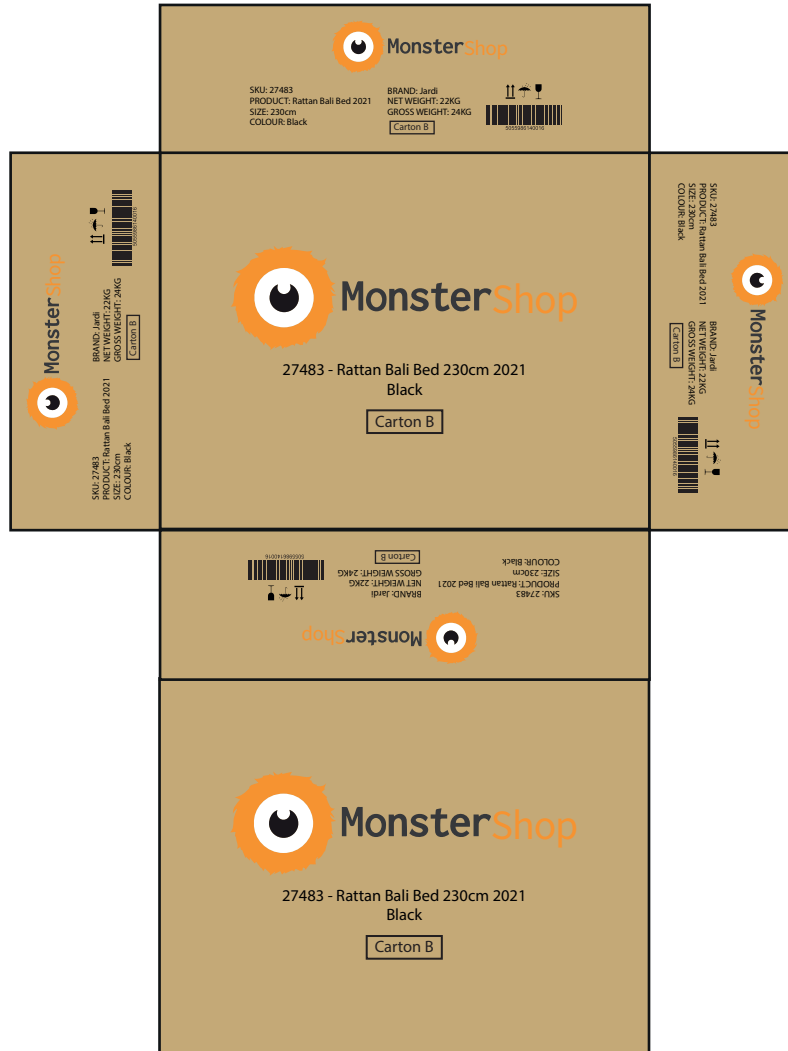 MonsterShop
SKU: 27483
PRODUCT: Rattan Bali Bed 2021
SIZE: 230cm
COLOUR: Black
BRAND: Jardi
NET WEIGHT: 22KG
GROSS WEIGHT: 24KG
Carton B
5055986140016
MonsterShop
SKU: 27483
PRODUCT: Rattan Bali Bed 2021
SIZE: 230cm
COLOUR: Black
BRAND: Jardi
NET WEIGHT: 22KG
GROSS WEIGHT: 24KG
Carton B
5055986140016
MonsterShop
27483 - Rattan Bali Bed 230cm 2021
Black
Carton B
MonsterShop
SKU: 27483
PRODUCT: Rattan Bali Bed 2021
SIZE: 230cm
COLOUR: Black
BRAND: Jardi
NET WEIGHT: 22KG
GROSS WEIGHT: 24KG
Carton B
5055986140016
MonsterShop
SKU: 27483
PRODUCT: Rattan Bali Bed 2021
SIZE: 230cm
COLOUR: Black
BRAND: Jardi
NET WEIGHT: 22KG
GROSS WEIGHT: 24KG
Carton B
5055986140016
MonsterShop
27483 - Rattan Bali Bed 230cm 2021
Black
Carton B